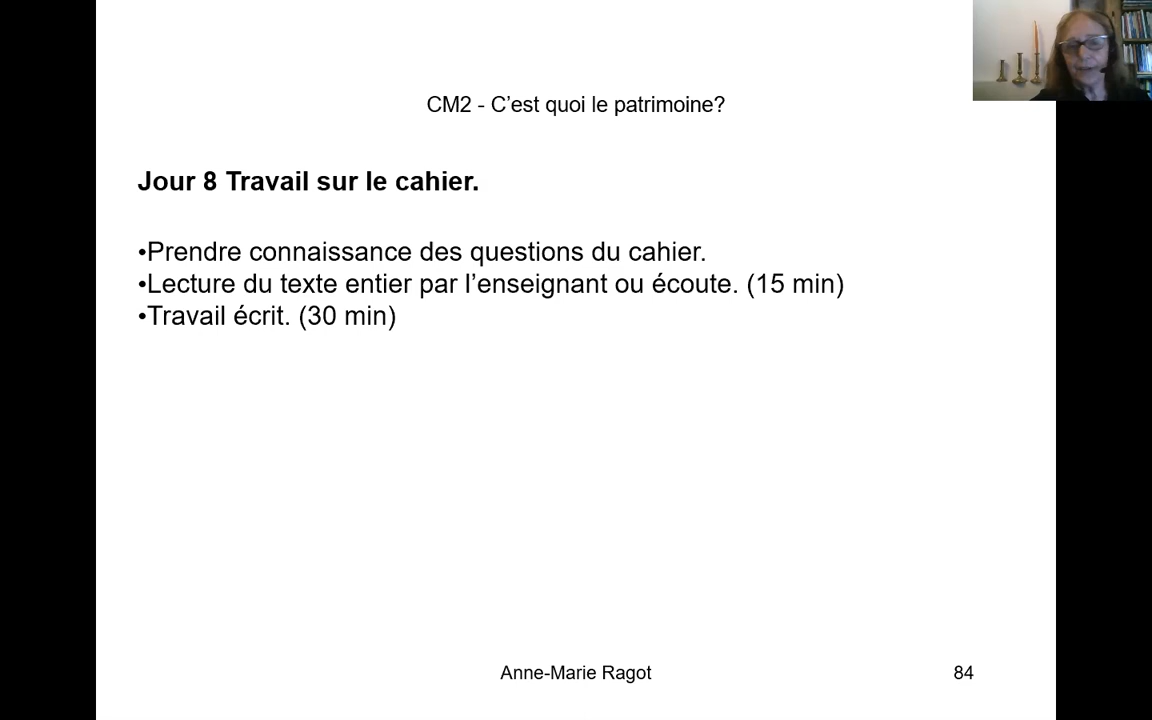 CM2 - C’est quoi le patrimoine?
Jour 8 Travail sur le cahier.
•Prendre connaissance des questions du cahier.
•Lecture du texte entier par l’enseignant ou écoute. (15 min)
•Travail écrit. (30 min)
Anne-Marie Ragot
84